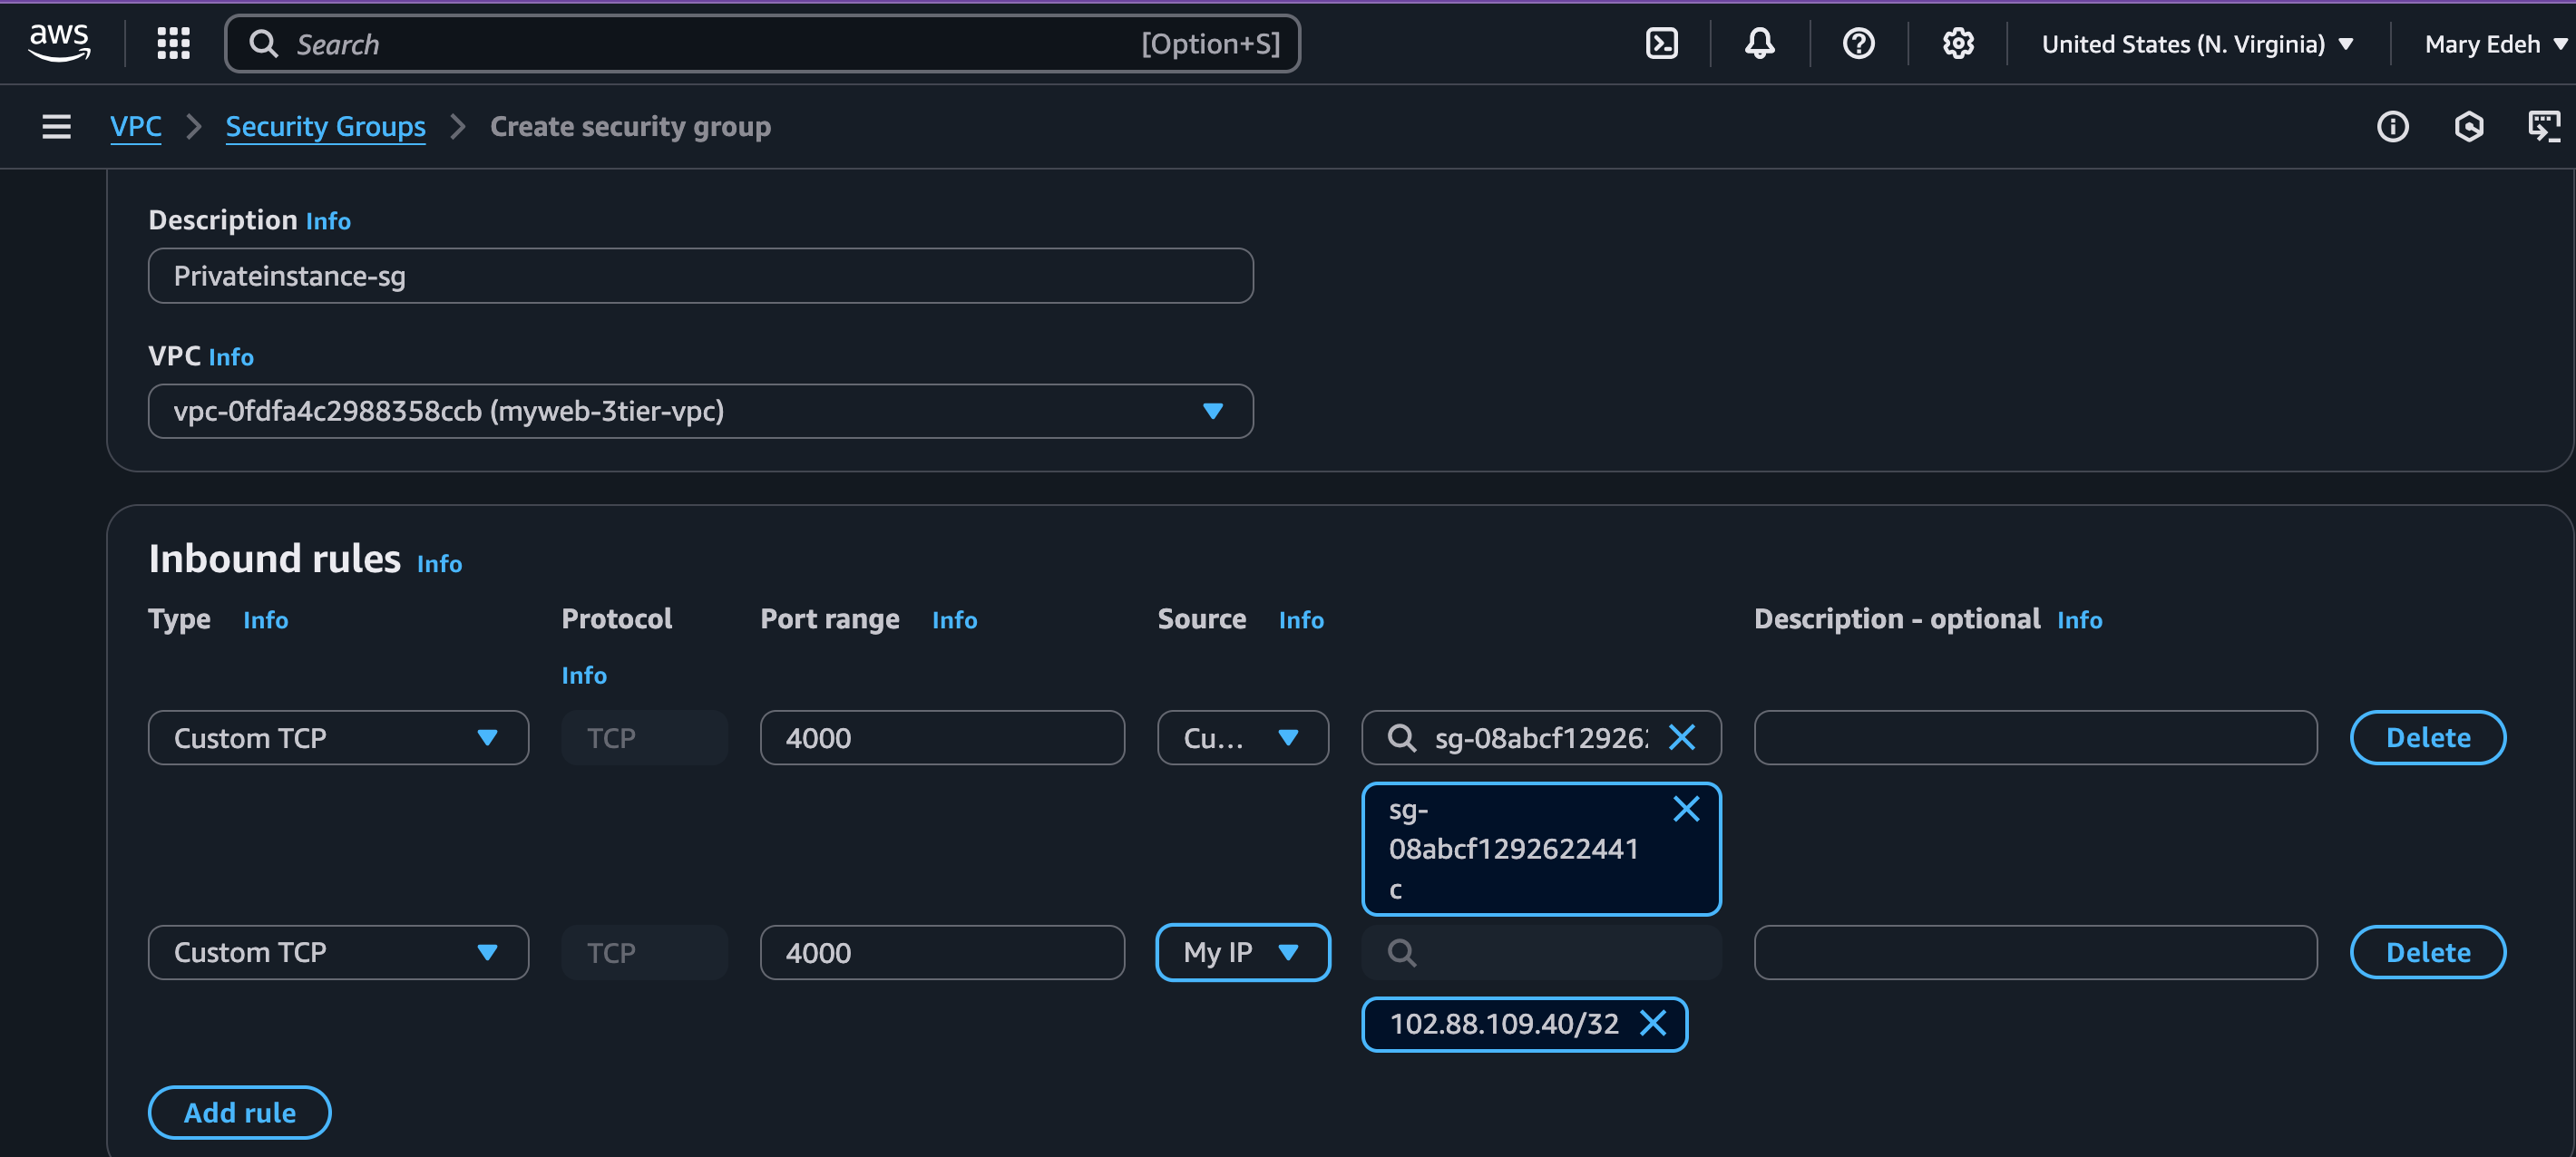 aws
Search [Option+S] United States (N. Virginia) Mary Edeh
VPC Security Groups Create security group
Description Info
Privateinstance-sg
VPC Info
vpc-0fdfa4c2988358ccb (myweb-3tier-vpc)
Inbound rules Info
Type Info Protocol Port range Info Source Info Description - optional Info
Info
Custom TCP TCP 4000 Cu... sg-08abcf12926 Delete
sg-
08abcf1292622441
c
Custom TCP TCP 4000 My IP Delete
102.88.109.40/32
Add rule